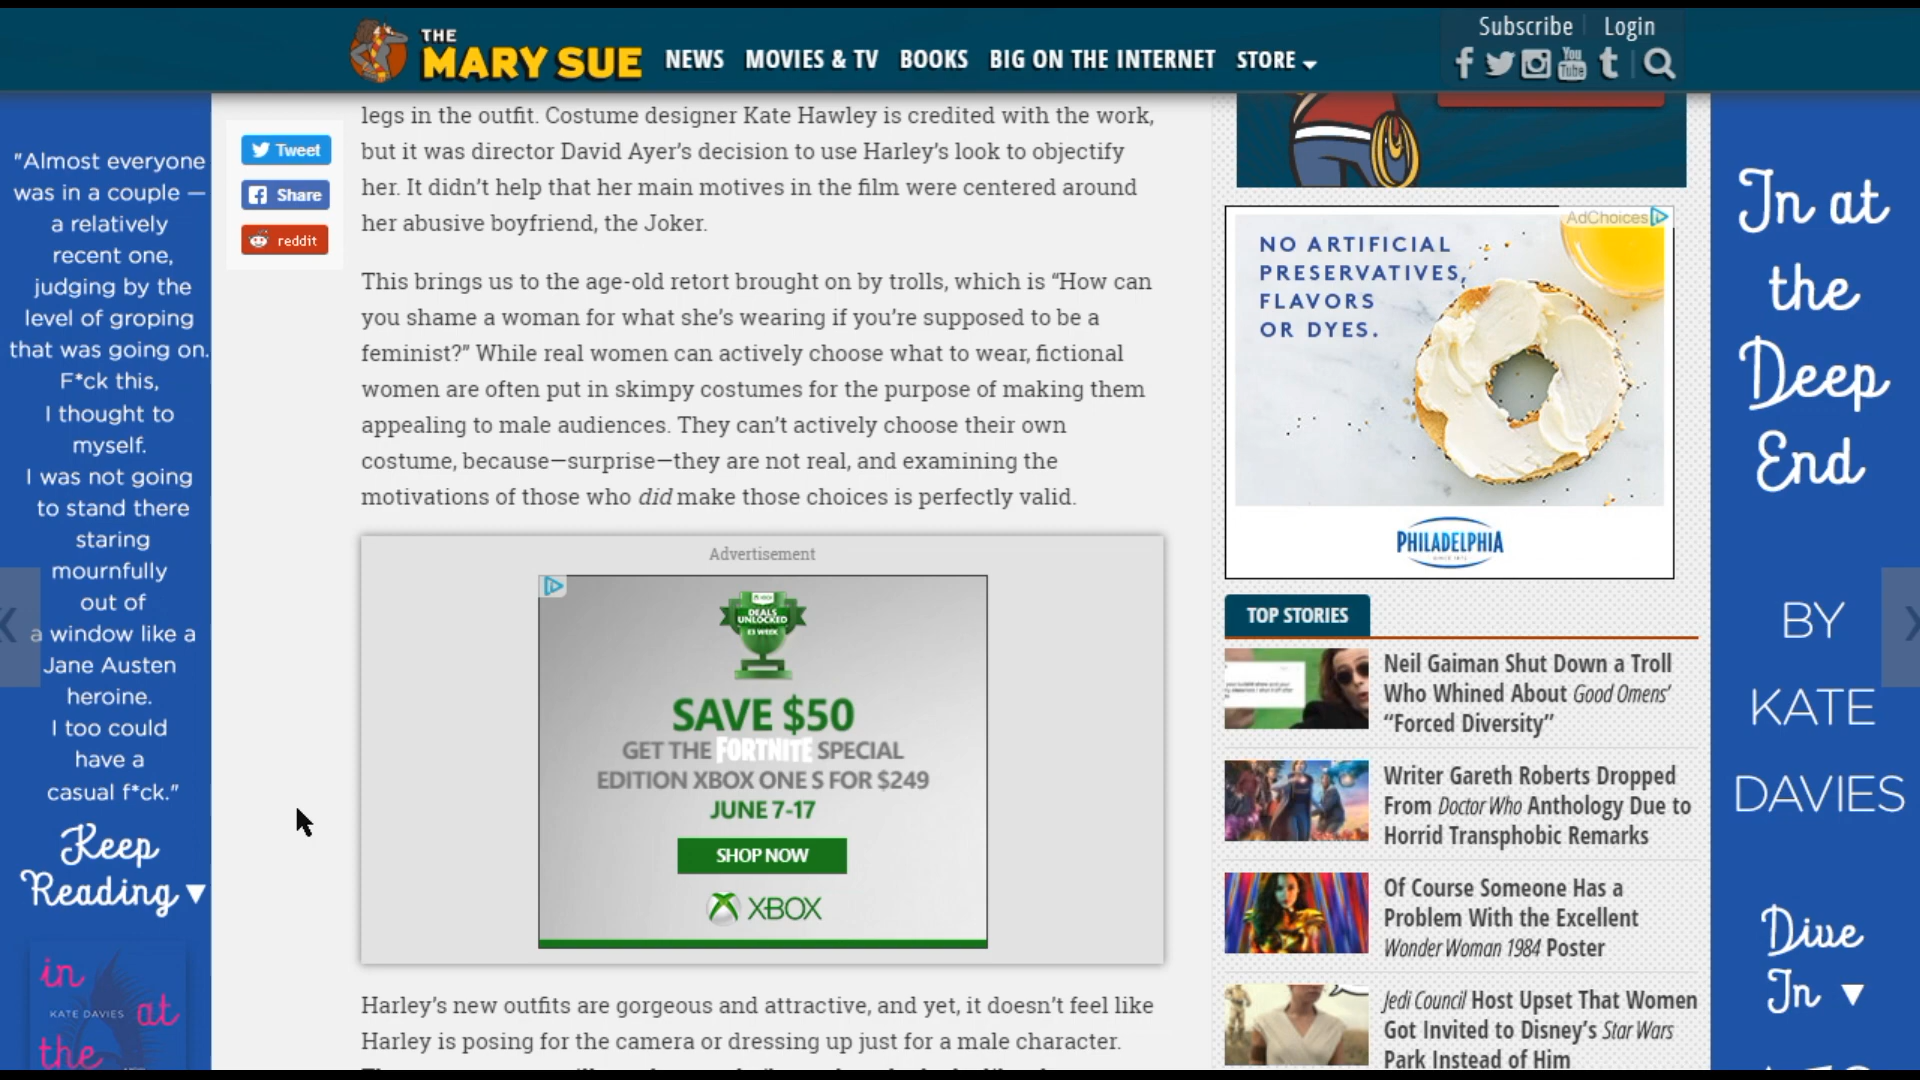 Subscribe
Login
THE
MARY SUE
NEWS
MOVIES & TV
BOOKS
BIG ON THE INTERNET
STORE
You
Tube
"Almost everyone
was in a couple —
a relatively
recent one,
judging by the
level of groping
that was going on.
F*ck this,
I thought to
myself.
I was not going
to stand there
staring
mournfully
out of
a window like a
Jane Austen
heroine.
I too could
have a
casual f*ck."
Keep
Reading ▼
in
KATE DAVIES at
the
Tweet
Share
reddit
legs in the outfit. Costume designer Kate Hawley is credited with the work,
but it was director David Ayer’s decision to use Harley’s look to objectify
her. It didn’t help that her main motives in the film were centered around
her abusive boyfriend, the Joker.
This brings us to the age-old retort brought on by trolls, which is “How can
you shame a woman for what she’s wearing if you’re supposed to be a
feminist?” While real women can actively choose what to wear, fictional
women are often put in skimpy costumes for the purpose of making them
appealing to male audiences. They can’t actively choose their own
costume, because—surprise—they are not real, and examining the
motivations of those who did make those choices is perfectly valid.
Advertisement
XBOX
DEALS
UNLOCKED
E3 WEEK
SAVE $50
GET THE FORTNITE SPECIAL
EDITION XBOX ONE S FOR $249
JUNE 7-17
SHOP NOW
XBOX
Harley’s new outfits are gorgeous and attractive, and yet, it doesn’t feel like
Harley is posing for the camera or dressing up just for a male character.
AdChoices
NO ARTIFICIAL
PRESERVATIVES,
FLAVORS
OR DYES.
PHILADELPHIA
TOP STORIES
Neil Gaiman Shut Down a Troll
Who Whined About Good Omens’
“Forced Diversity”
Writer Gareth Roberts Dropped
From Doctor Who Anthology Due to
Horrid Transphobic Remarks
Of Course Someone Has a
Problem With the Excellent
Wonder Woman 1984 Poster
Jedi Council Host Upset That Women
Got Invited to Disney’s Star Wars
Park Instead of Him
In at
the
Deep
End
BY
KATE
DAVIES
Dive
In ▼